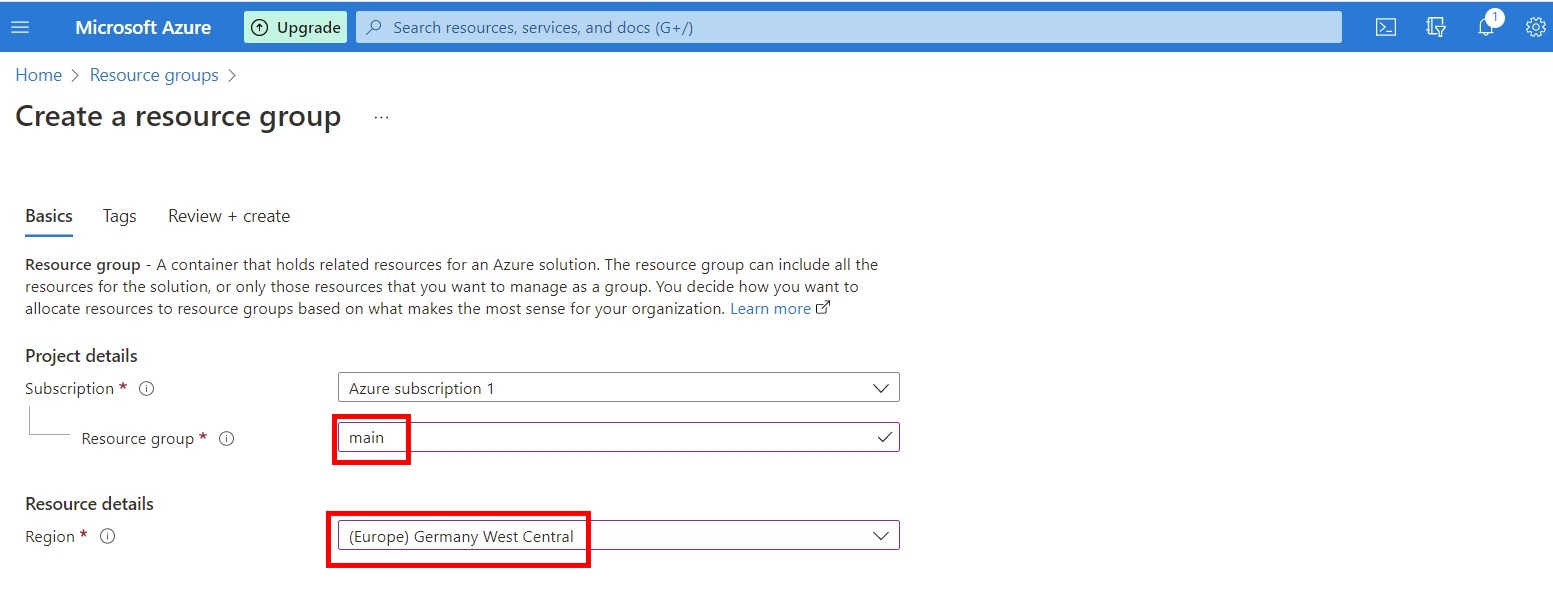 Microsoft Azure Upgrade Search resources, services, and docs (G+/) 1
Home > Resource groups >
Create a resource group ...
Basics Tags Review + create
Resource group - A container that holds related resources for an Azure solution. The resource group can include all the
resources for the solution, or only those resources that you want to manage as a group. You decide how you want to
allocate resources to resource groups based on what makes the most sense for your organization. Learn more
Project details
Subscription * Azure subscription 1
Resource group * main
Resource details
Region * (Europe) Germany West Central